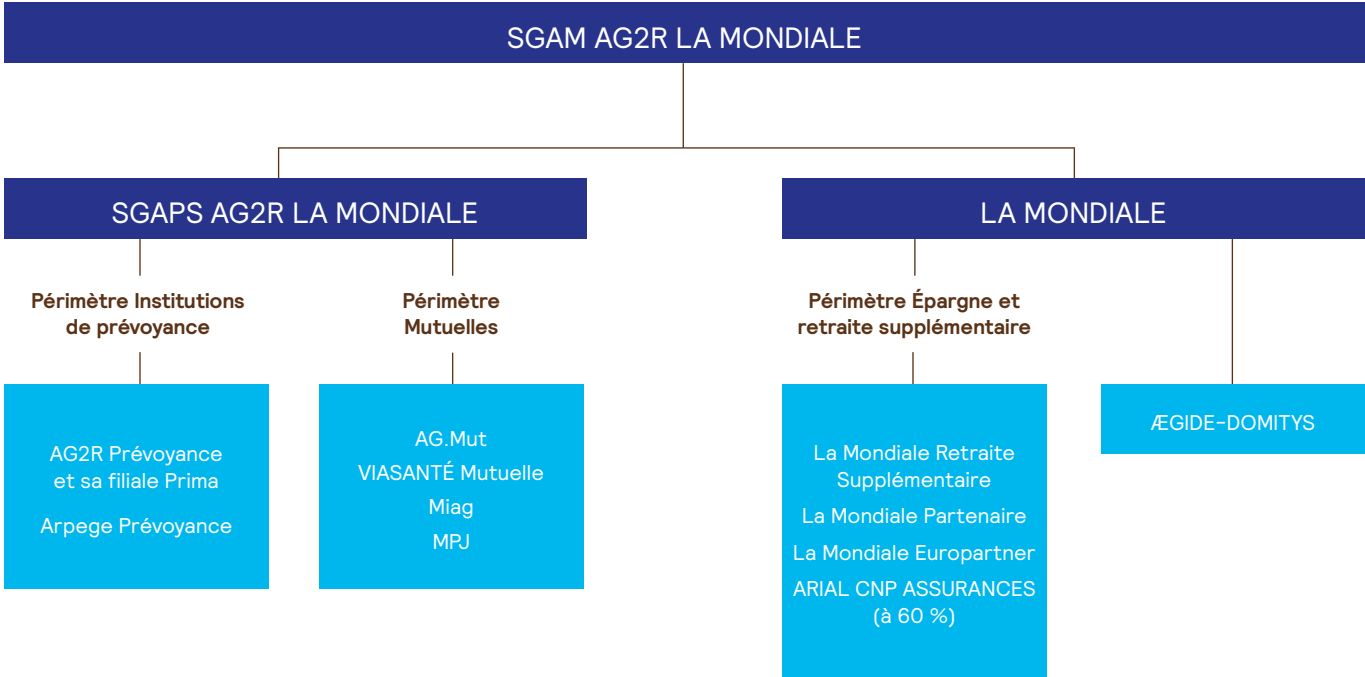 SGAM AG2R LA MONDIALE
SGAPS AG2R LA MONDIALE
LA MONDIALE
Périmètre Institutions
de prévoyance
Périmètre
Mutuelles
Périmètre Épargne et
retraite supplémentaire
AG2R Prévoyance
et sa filiale Prima
Arpege Prévoyance
AG.Mut
VIASANTÉ Mutuelle
Miag
MPJ
La Mondiale Retraite
Supplémentaire
La Mondiale Partenaire
La Mondiale Europartner
ARIAL CNP ASSURANCES
(à 60 %)
ÆGIDE-DOMITYS